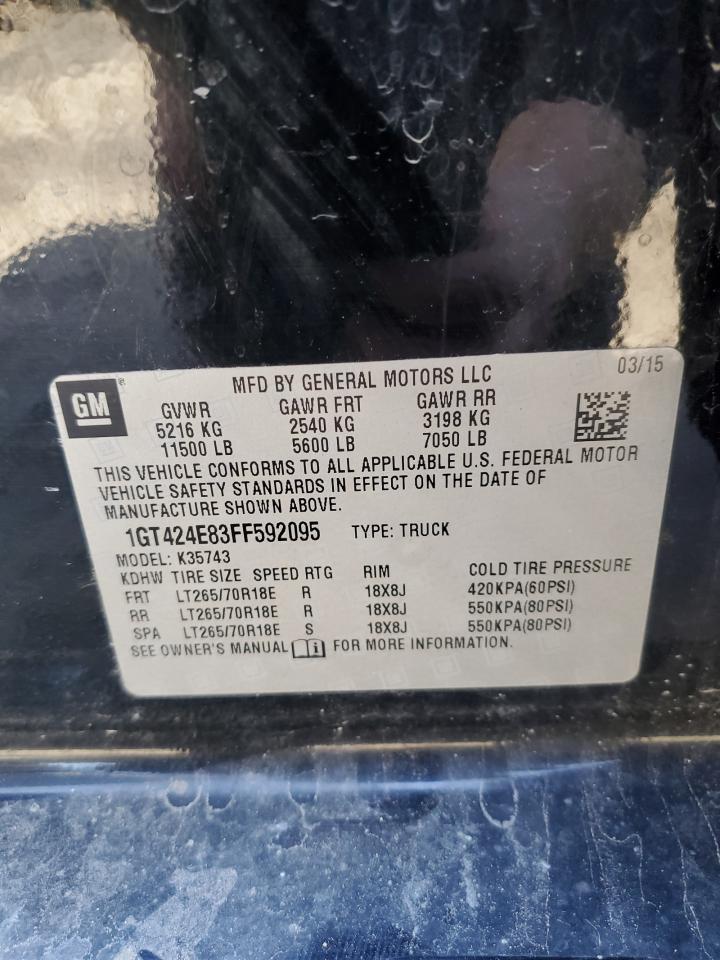 03/15
GM
MFD BY GENERAL MOTORS LLC
GVWR GAWR FRT GAWR RR
5216 KG 2540 KG 3198 KG
11500 LB 5600 LB 7050 LB
THIS VEHICLE CONFORMS TO ALL APPLICABLE U.S. FEDERAL MOTOR
VEHICLE SAFETY STANDARDS IN EFFECT ON THE DATE OF
MANUFACTURE SHOWN ABOVE.
1GT424E83FF592095 TYPE: TRUCK
MODEL: K35743
KDHW TIRE SIZE SPEED RTG RIM COLD TIRE PRESSURE
FRT LT265/70R18E R 18X8J 420KPA(60PSI)
RR LT265/70R18E R 18X8J 550KPA(80PSI)
SPA LT265/70R18E S 18X8J 550KPA(80PSI)
SEE OWNER'S MANUAL FOR MORE INFORMATION.